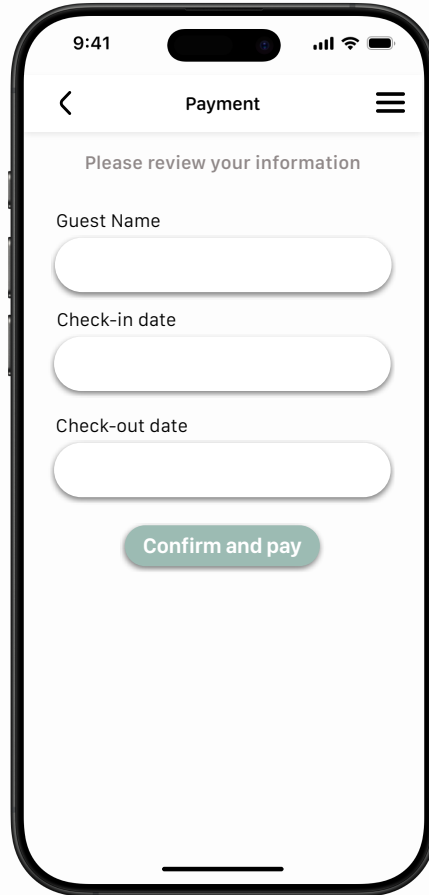 9:41
Payment
Please review your information
Guest Name
Check-in date
Check-out date
Confirm and pay